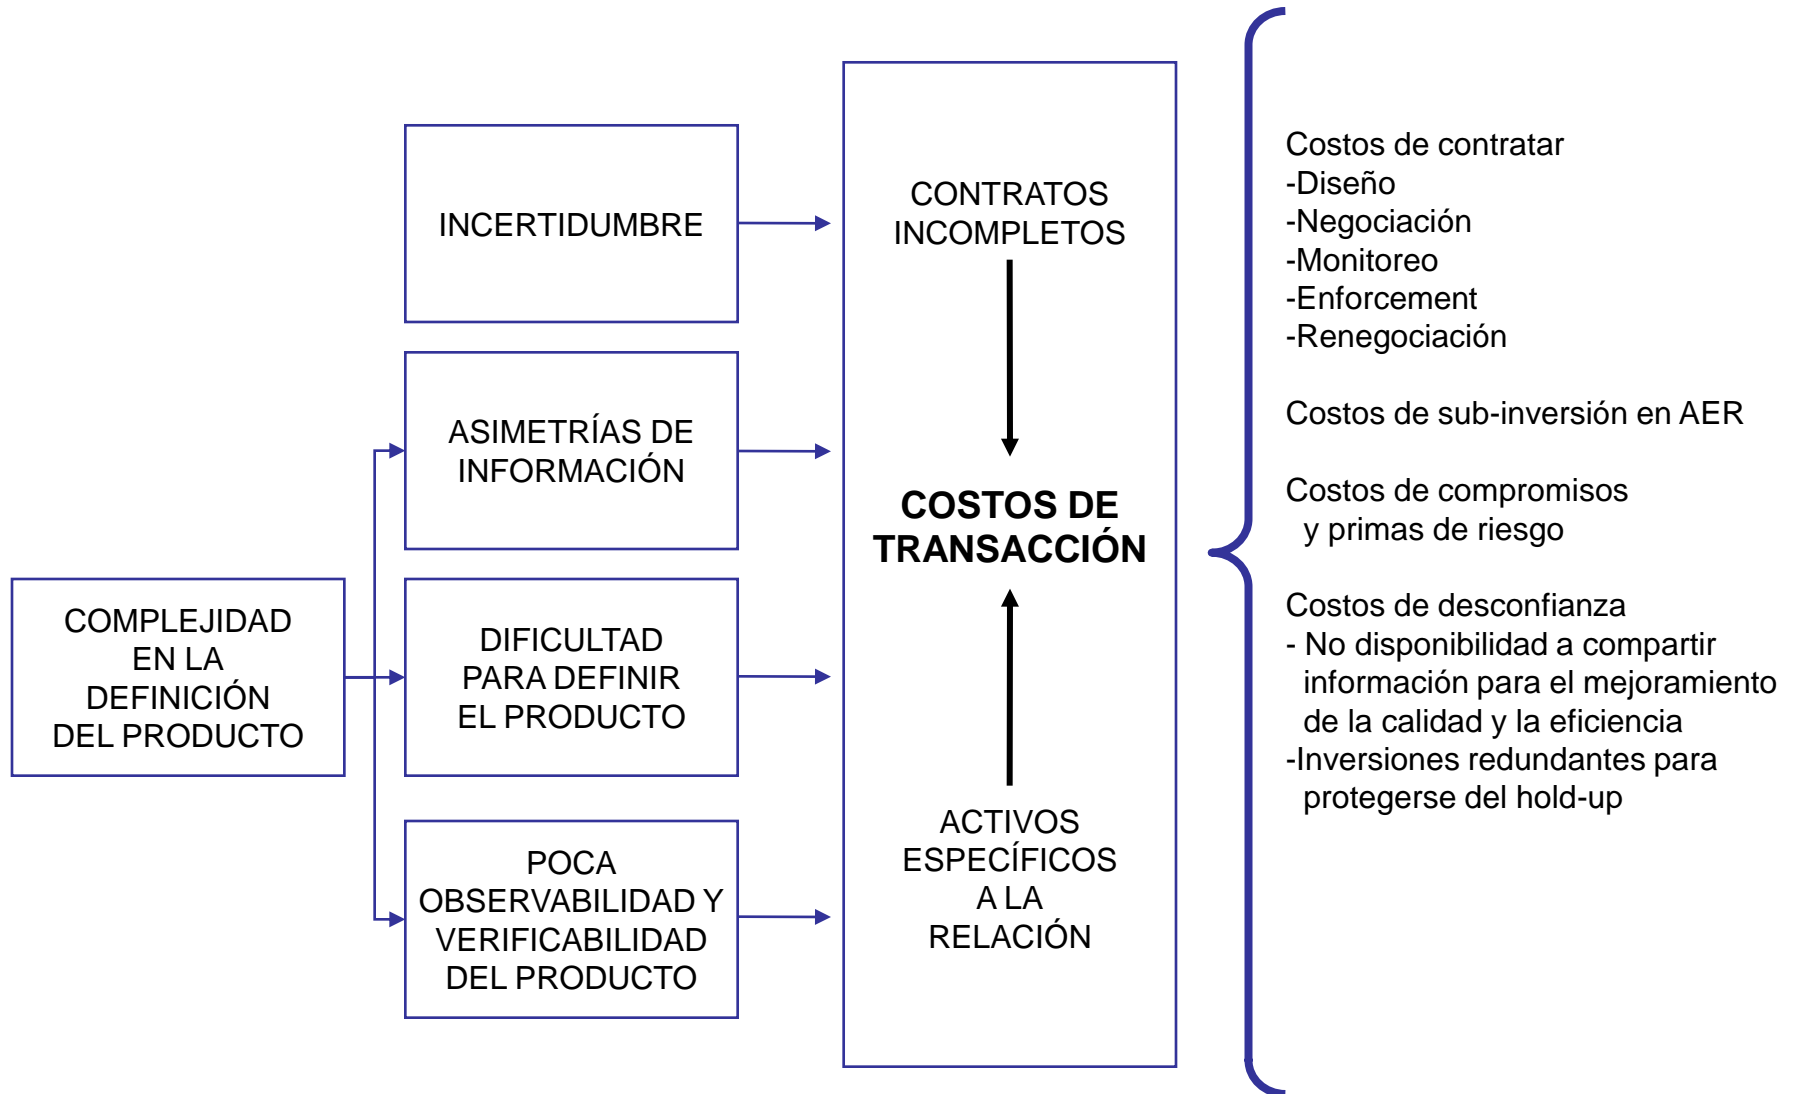 COMPLEJIDAD
EN LA
DEFINICIÓN
DEL PRODUCTO
INCERTIDUMBRE
ASIMETRÍAS DE
INFORMACIÓN
DIFICULTAD
PARA DEFINIR
EL PRODUCTO
POCA
OBSERVABILIDAD Y
VERIFICABILIDAD
DEL PRODUCTO
CONTRATOS
INCOMPLETOS
COSTOS DE
TRANSACCIÓN
ACTIVOS
ESPECÍFICOS
A LA
RELACIÓN
Costos de contratar
-Diseño
-Negociación
-Monitoreo
-Enforcement
-Renegociación
Costos de sub-inversión en AER
Costos de compromisos
y primas de riesgo
Costos de desconfianza
- No disponibilidad a compartir
información para el mejoramiento
de la calidad y la eficiencia
-Inversiones redundantes para
protegerse del hold-up